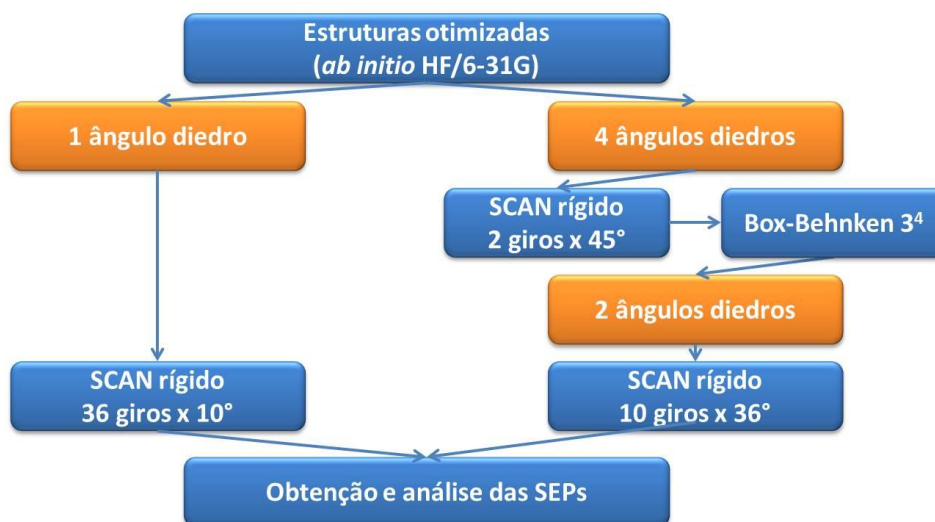 Estruturas otimizadas
(ab initio HF/6-31G)
1 ângulo diedro
4 ângulos diedros
SCAN rígido
2 giros x 45°
Box-Behnken 3⁴
2 ângulos diedros
SCAN rígido
36 giros x 10°
SCAN rígido
10 giros x 36°
Obtenção e análise das SEPs